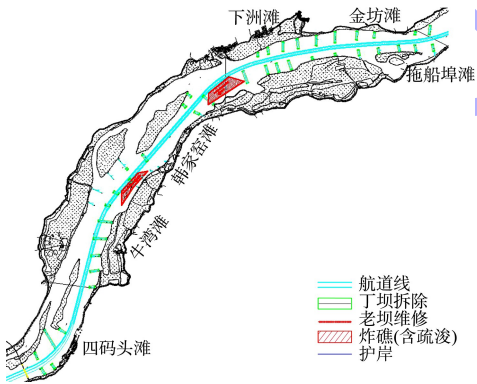 下洲滩
金坊滩
拖船埠滩
韩家窑滩
牛湾滩
四码头滩
航道线
丁坝拆除
老坝维修
炸礁(含疏浚)
护岸